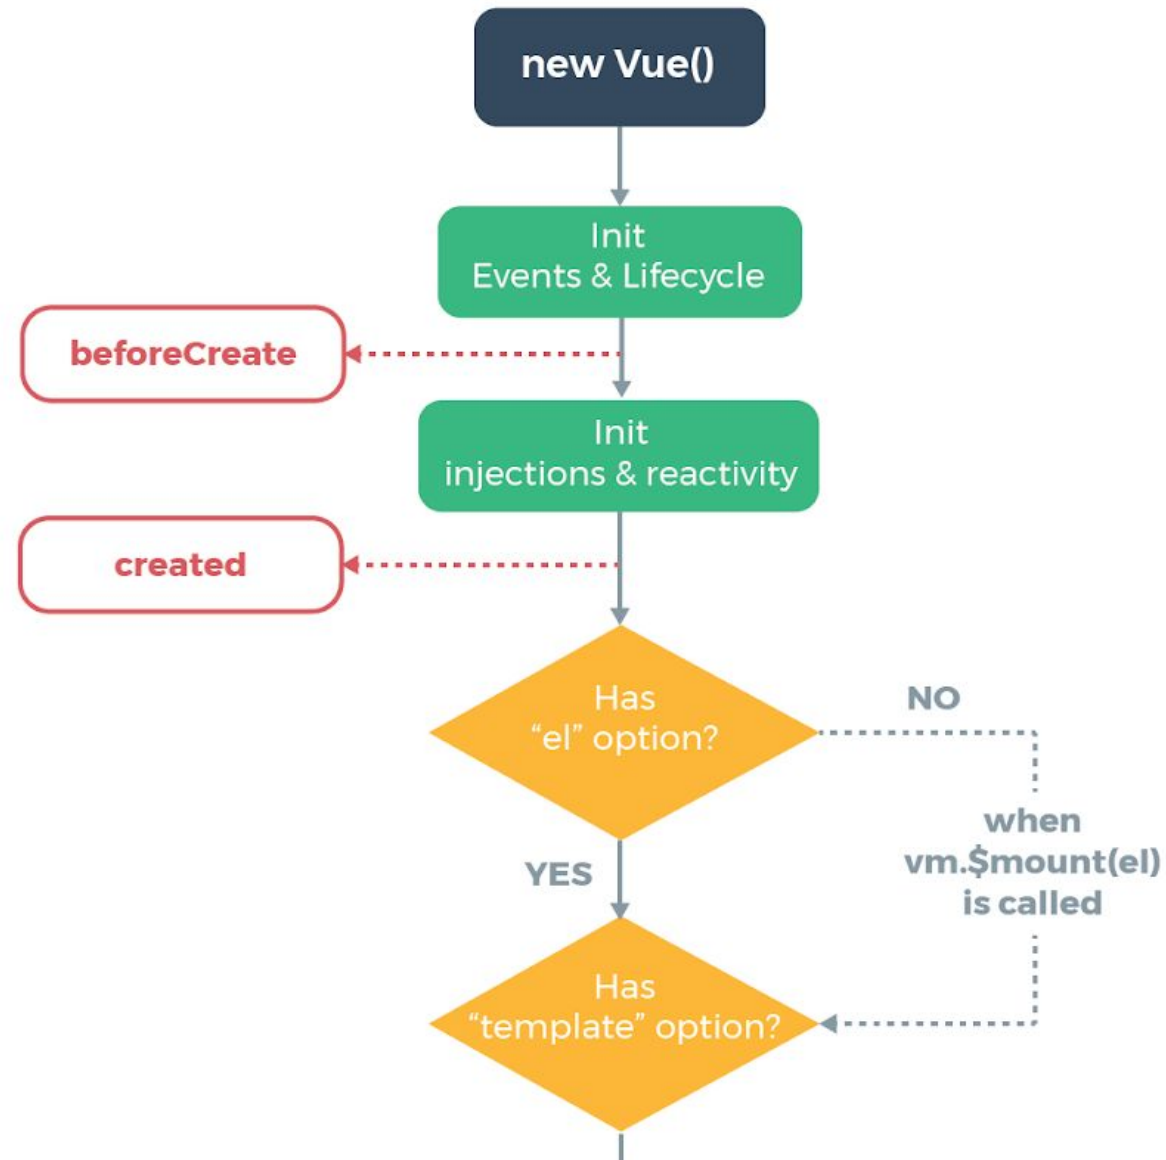 new Vue()
Init
Events & Lifecycle
beforeCreate
Init
injections & reactivity
created
Has
“el” option?
NO
when
vm.$mount(el)
is called
YES
Has
“template” option?